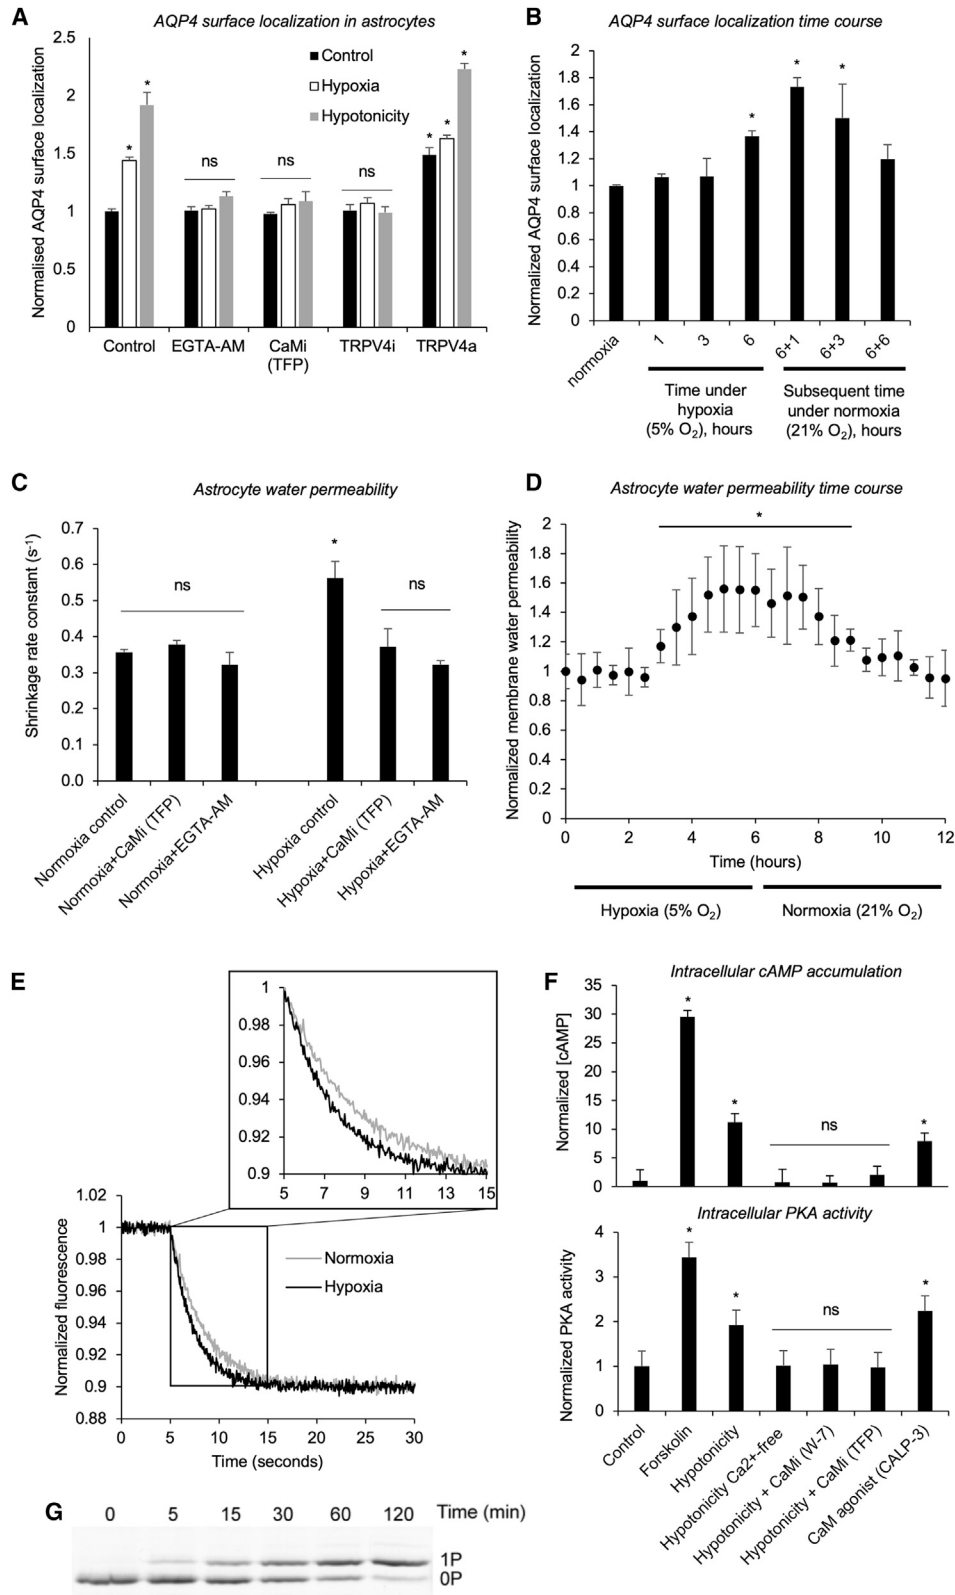 A
AQP4 surface localization in astrocytes
Normalised AQP4 surface localization
2.5
2
1.5
1
0.5
0
Control
Hypoxia
Hypotonicity
*
*
ns
ns
ns
*
*
*
Control
EGTA-AM
CaMi
(TFP)
TRPV4i
TRPV4a
B
AQP4 surface localization time course
Normalized AQP4 surface localization
2
1.8
1.6
1.4
1.2
1
0.8
0.6
0.4
0.2
0
*
*
*
normoxia
1
3
6
6+1
6+3
6+6
Time under
hypoxia
(5% O2), hours
Subsequent time
under normoxia
(21% O2), hours
C
Astrocyte water permeability
Shrinkage rate constant (s-1)
0.7
0.6
0.5
0.4
0.3
0.2
0.1
0.0
ns
*
ns
Normoxia control
Normoxia+CaMi (TFP)
Normoxia+EGTA-AM
Hypoxia control
Hypoxia+CaMi (TFP)
Hypoxia+EGTA-AM
D
Astrocyte water permeability time course
Normalized membrane water permeability
2
1.8
1.6
1.4
1.2
1
0.8
0.6
0.4
0.2
0
*
0
2
4
6
8
10
12
Time (hours)
Hypoxia (5% O2)
Normoxia (21% O2)
E
1
0.98
0.96
0.94
0.92
0.9
5
7
9
11
13
15
Normalized fluorescence
1.02
1
0.98
0.96
0.94
0.92
0.9
0.88
Normoxia
Hypoxia
0
5
10
15
20
25
30
Time (seconds)
F
Intracellular cAMP accumulation
Normalized [cAMP]
35
30
25
20
15
10
5
0
*
*
ns
*
Intracellular PKA activity
Normalized PKA activity
4
3
2
1
0
*
*
ns
*
Control
Forskolin
Hypotonicity
Hypotonicity Ca2+-free
Hypotonicity + CaMi (W-7)
Hypotonicity + CaMi (TFP)
CaM agonist (CALP-3)
G
0 5 15 30 60 120 Time (min)
1P
0P